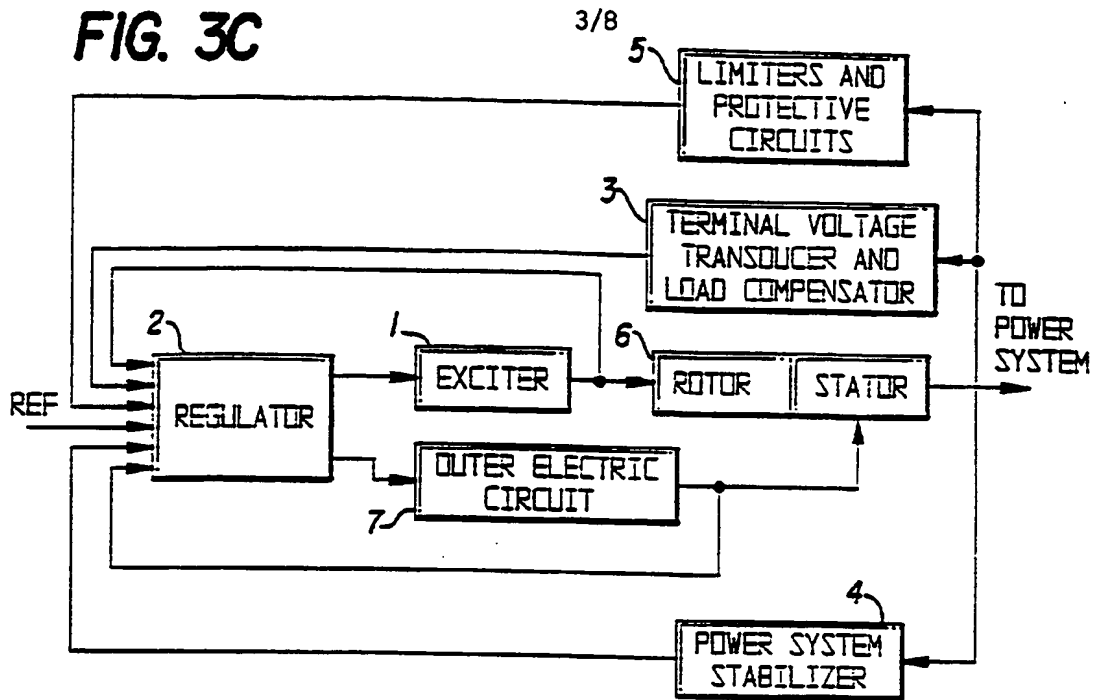 3/8
FIG. 3C
5
LIMITERS AND
PROTECTIVE
CIRCUITS
3
TERMINAL VOLTAGE
TRANSDUCER AND
LOAD COMPENSATOR
TO
POWER
SYSTEM
2
REGULATOR
1
EXCITER
6
ROTOR
STATOR
REF
OUTER ELECTRIC
CIRCUIT
7
4
POWER SYSTEM
STABILIZER